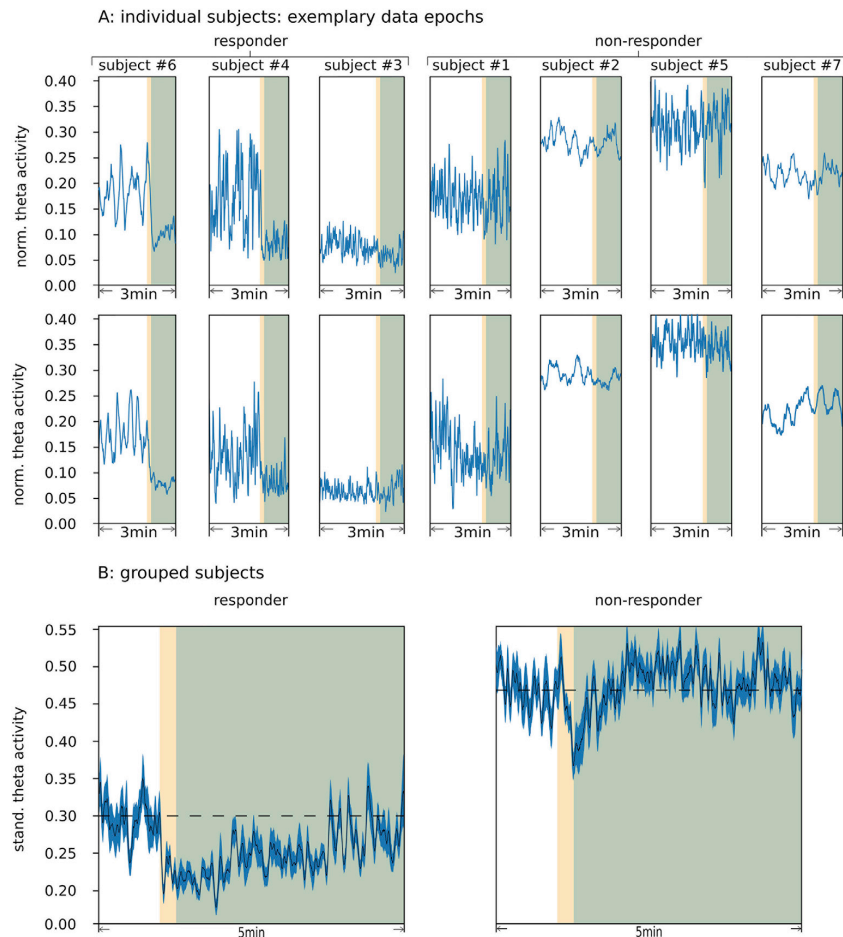 A: individual subjects: exemplary data epochs
responder non-responder
subject #6 subject #4 subject #3 subject #1 subject #2 subject #5 subject #7
norm. theta activity
0.40
0.35
0.30
0.25
0.20
0.15
0.10
0.05
0.00
3min 3min 3min 3min 3min 3min 3min
norm. theta activity
0.40
0.35
0.30
0.25
0.20
0.15
0.10
0.05
0.00
3min 3min 3min 3min 3min 3min 3min
B: grouped subjects
responder non-responder
stand. theta activity
0.55
0.50
0.45
0.40
0.35
0.30
0.25
0.20
0.00
5min 5min